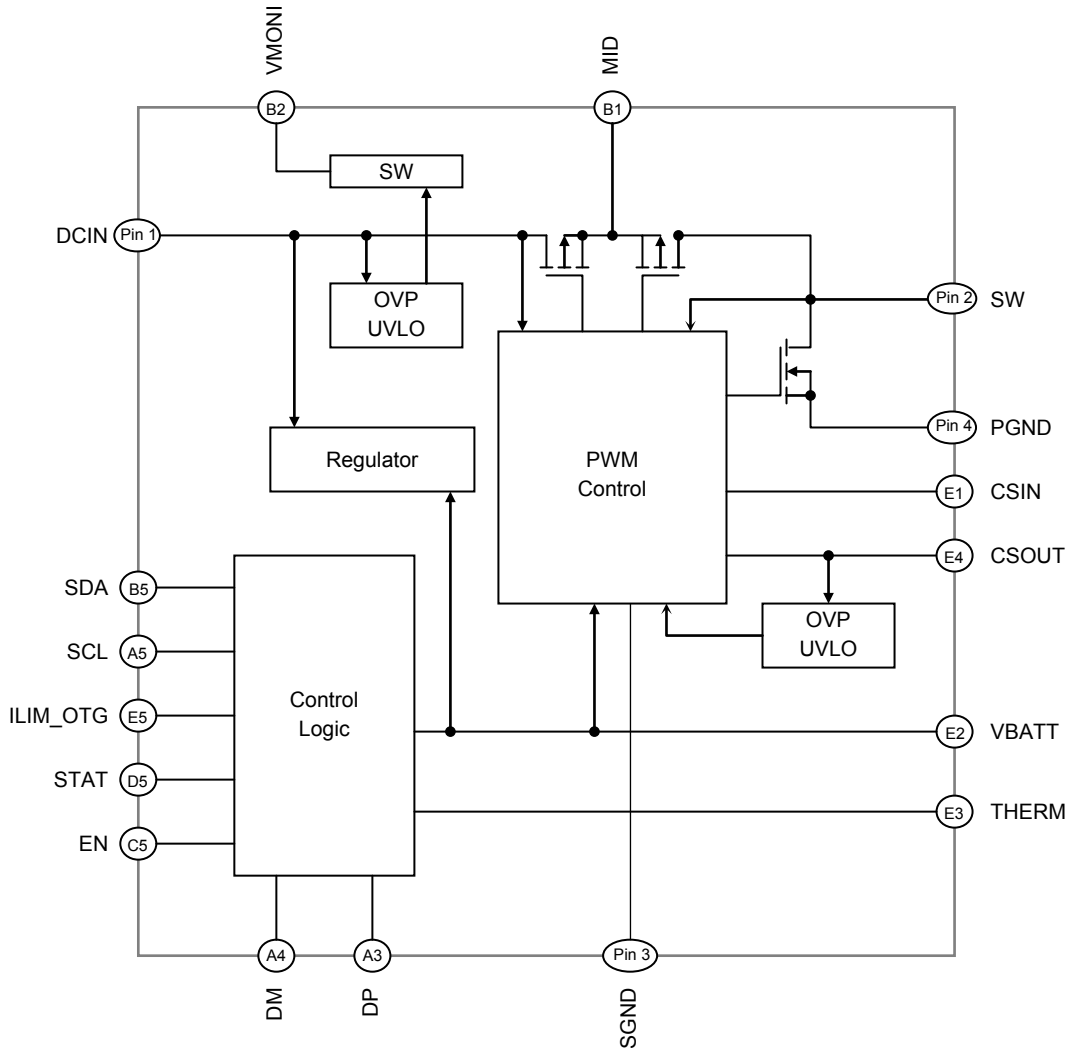 VMONI
MID
B2
B1
SW
DCIN
Pin 1
OVP
UVLO
Pin 2
SW
Pin 4
PGND
Regulator
PWM
Control
E1
CSIN
E4
CSOUT
SDA
B5
OVP
UVLO
SCL
A5
Control
Logic
ILIM_OTG
E5
E2
VBATT
STAT
D5
E3
THERM
EN
C5
A4
A3
Pin 3
DM
DP
SGND